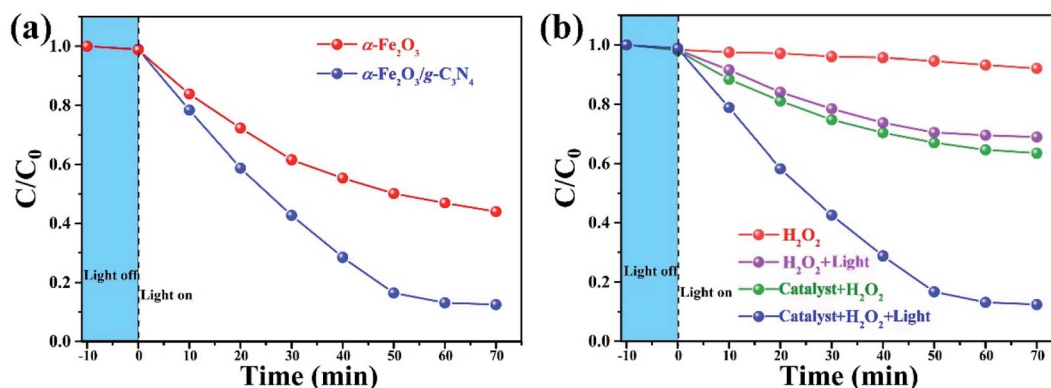 (a)
C/C₀
1.0
0.8
0.6
0.4
0.2
0.0
α-Fe₂O₃
α-Fe₂O₃/g-C₃N₄
Light off
Light on
-10 0 10 20 30 40 50 60 70
Time (min)
(b)
C/C₀
1.0
0.8
0.6
0.4
0.2
0.0
H₂O₂
H₂O₂+Light
Catalyst+H₂O₂
Catalyst+H₂O₂+Light
Light off
Light on
-10 0 10 20 30 40 50 60 70
Time (min)